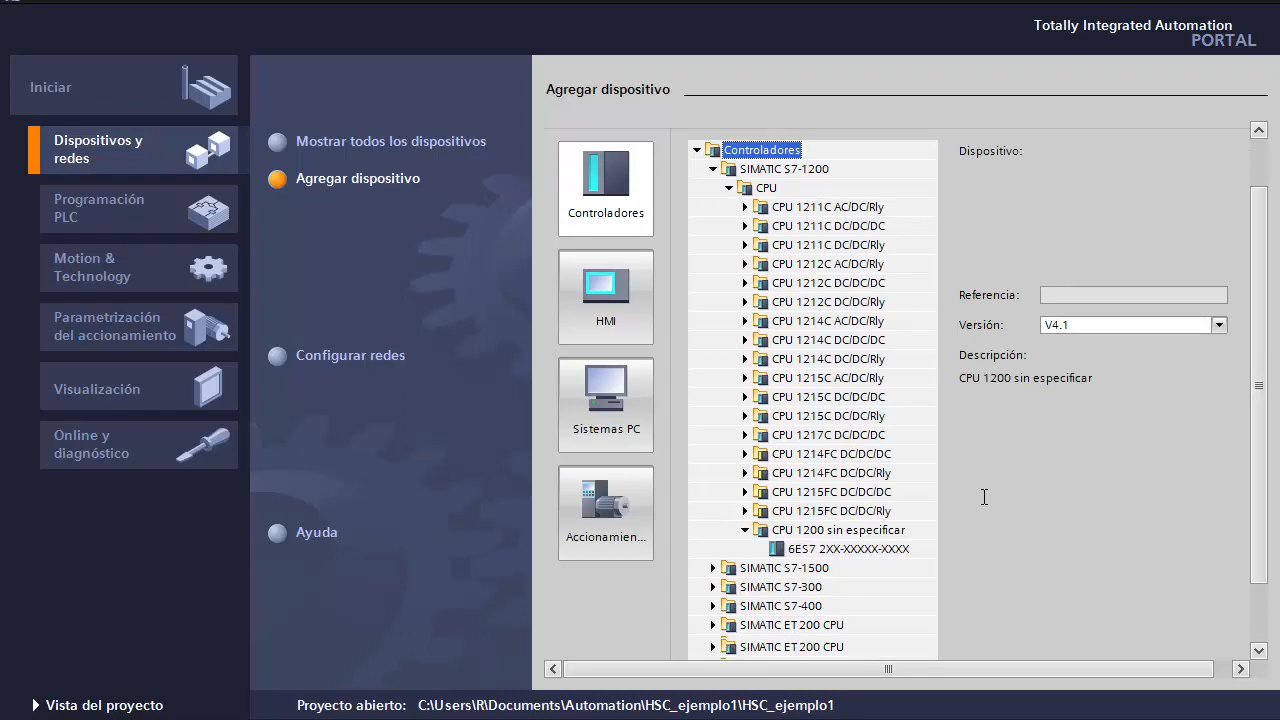 Totally Integrated Automation
PORTAL
Iniciar
Dispositivos y
redes
Programación
PLC
Motion &
Technology
Parametrización
del accionamiento
Visualización
Online y
diagnóstico
Mostrar todos los dispositivos
Agregar dispositivo
Configurar redes
Ayuda
Agregar dispositivo
Controladores
HMI
Sistemas PC
Accionamien...
Controladores
SIMATIC S7-1200
CPU
CPU 1211C AC/DC/Rly
CPU 1211C DC/DC/DC
CPU 1211C DC/DC/Rly
CPU 1212C AC/DC/Rly
CPU 1212C DC/DC/DC
CPU 1212C DC/DC/Rly
CPU 1214C AC/DC/Rly
CPU 1214C DC/DC/DC
CPU 1214C DC/DC/Rly
CPU 1215C AC/DC/Rly
CPU 1215C DC/DC/DC
CPU 1215C DC/DC/Rly
CPU 1217C DC/DC/DC
CPU 1214FC DC/DC/DC
CPU 1214FC DC/DC/Rly
CPU 1215FC DC/DC/DC
CPU 1215FC DC/DC/Rly
CPU 1200 sin especificar
6ES7 2XX-XXXXX-XXXX
SIMATIC S7-1500
SIMATIC S7-300
SIMATIC S7-400
SIMATIC ET 200 CPU
SIMATIC ET 200 CPU
Dispositivo:
Referencia:
Versión: V4.1
Descripción:
CPU 1200 sin especificar
Vista del proyecto
Proyecto abierto: C:\Users\R\Documents\Automation\HSC_ejemplo1\HSC_ejemplo1